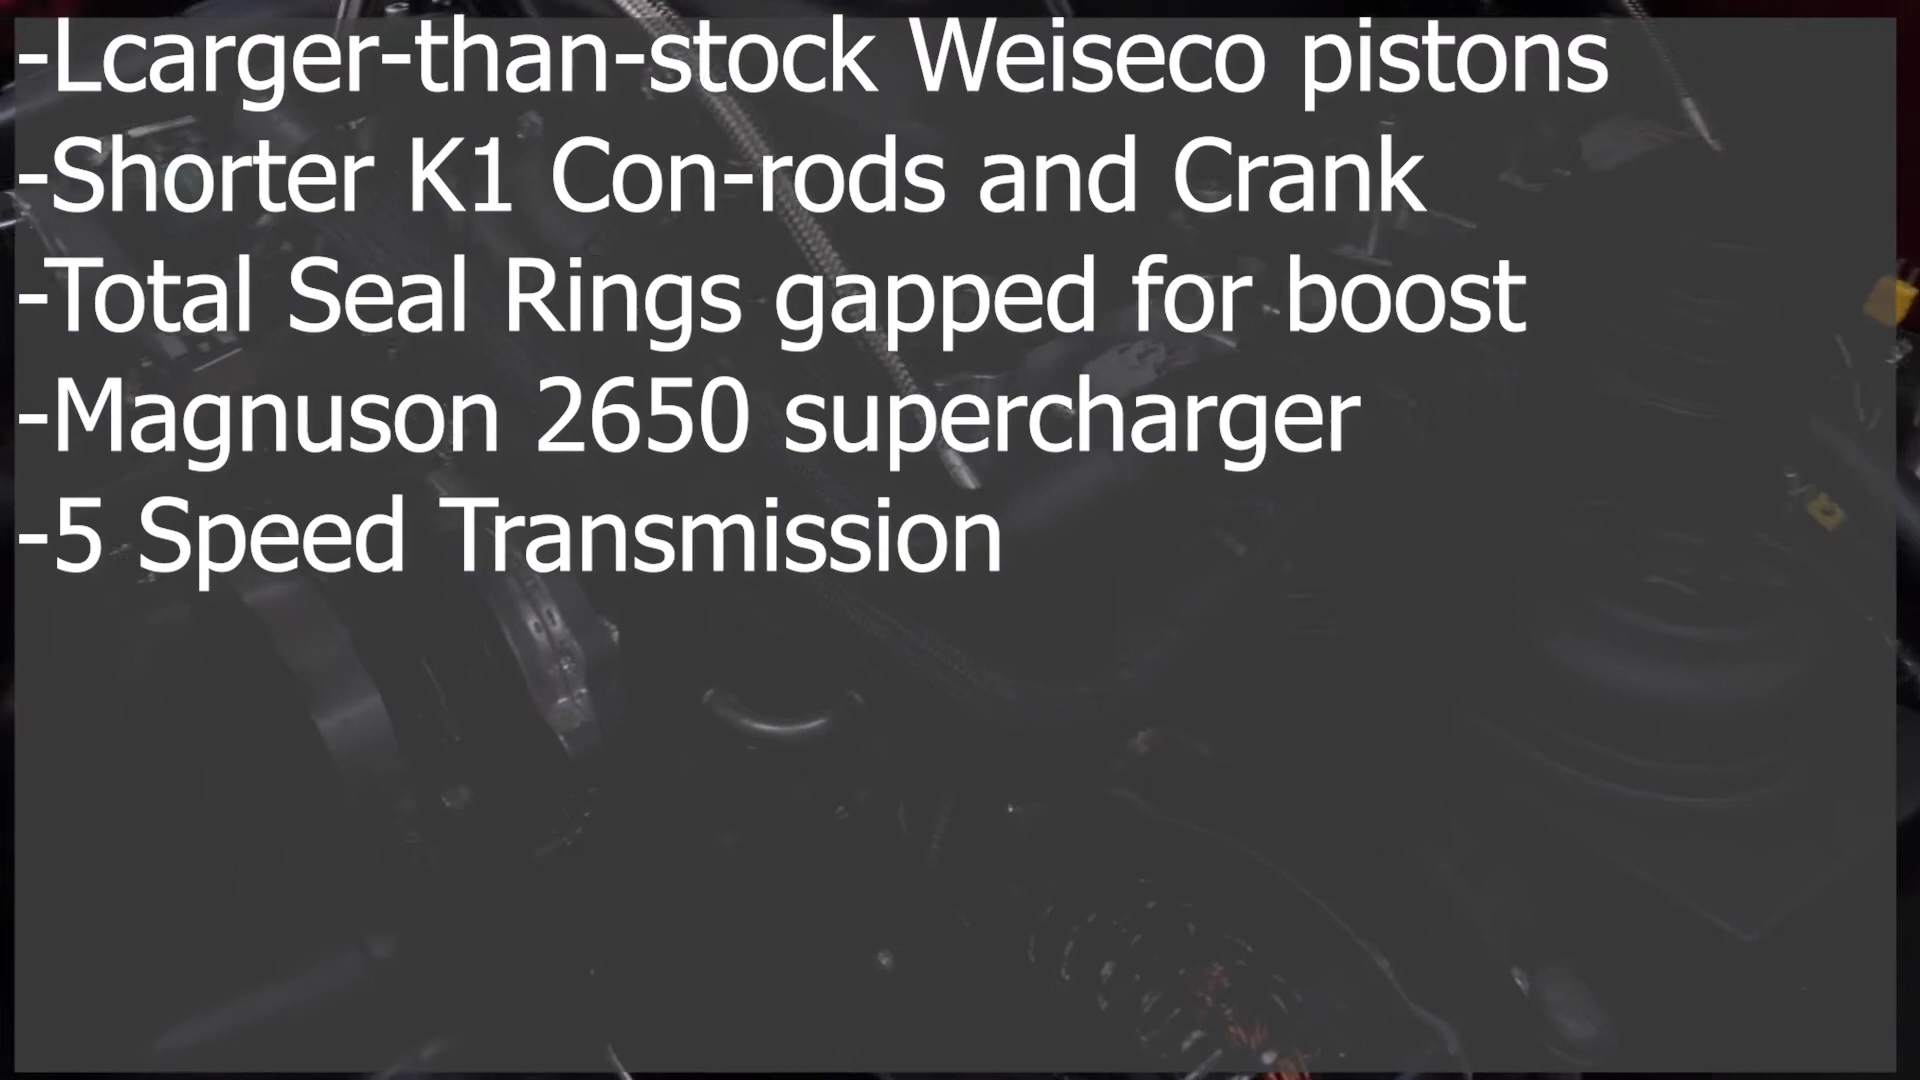 -Lcarger-than-stock Weiseco pistons
-Shorter K1 Con-rods and Crank
-Total Seal Rings gapped for boost
-Magnuson 2650 supercharger
-5 Speed Transmission